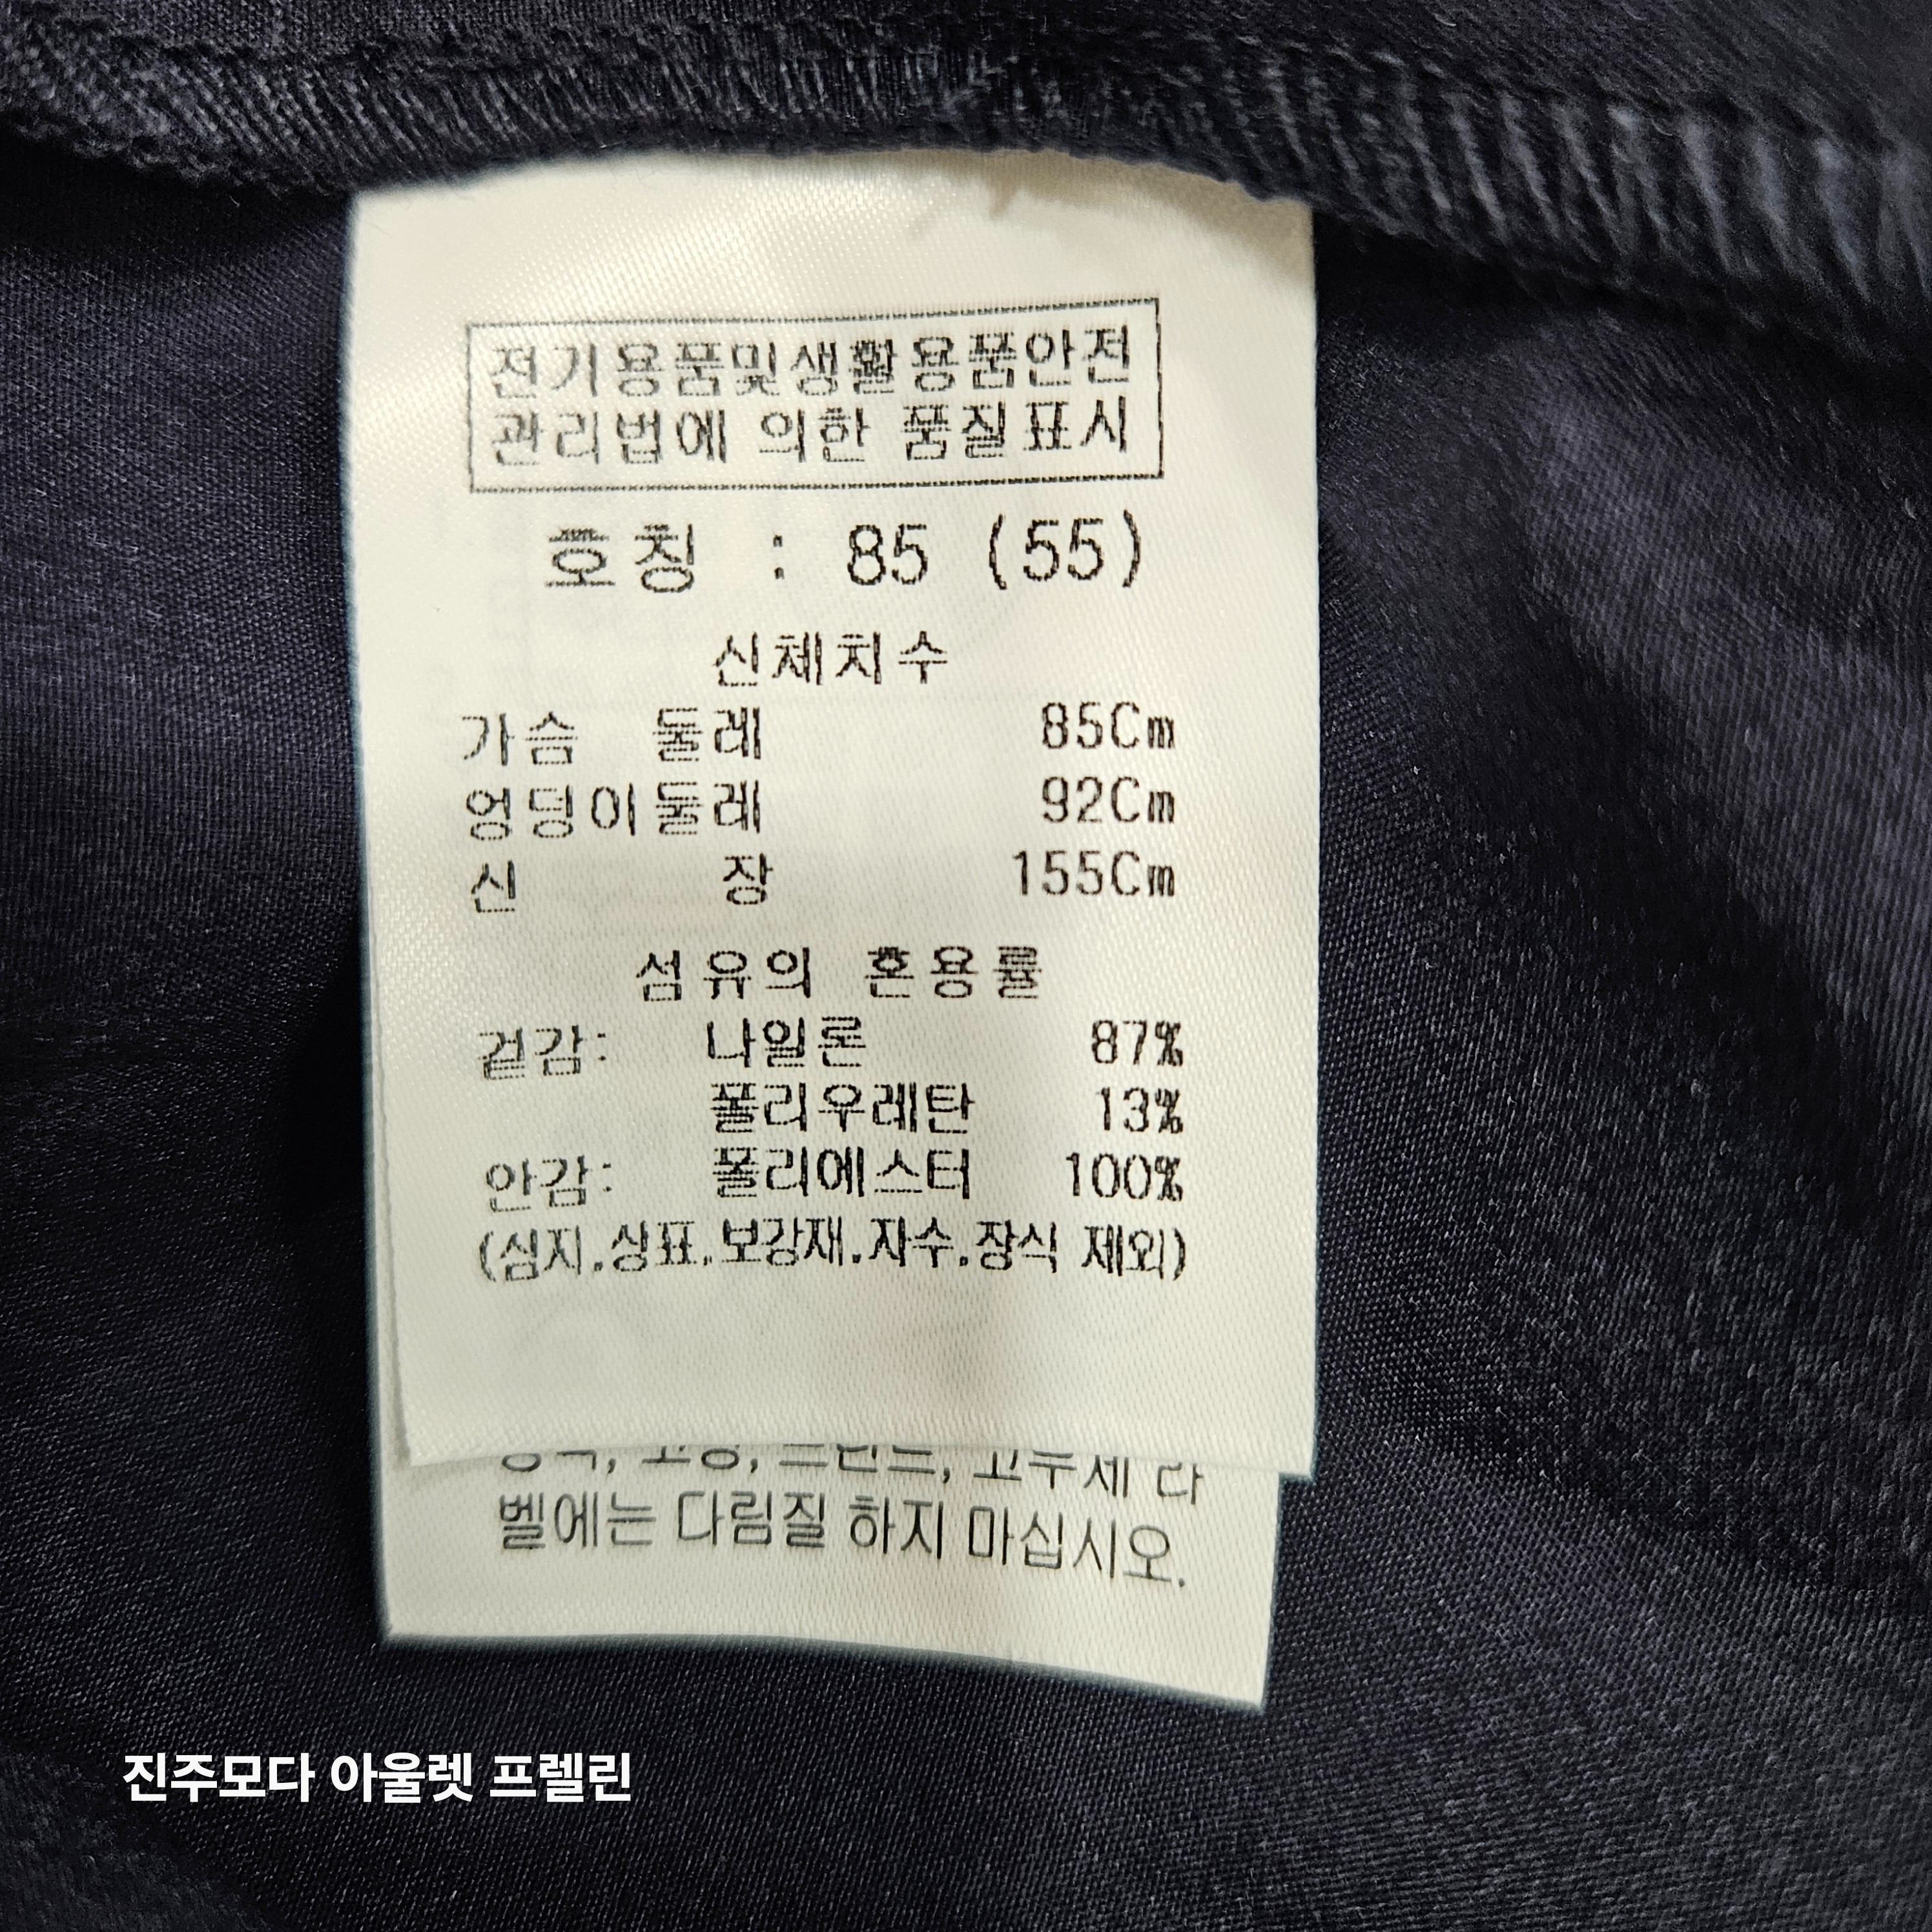 전기용품및생활용품안전
관리법에 의한 품질표시
호칭 : 85 (55)
신체치수
가슴 둘레 85Cm
엉덩이둘레 92Cm
신 장 155Cm
섬유의 혼용률
겉감: 나일론 87%
폴리우레탄 13%
안감: 폴리에스터 100%
(심지.상표.보강재.자수.장식 제외)
벨에는 다림질 하지 마십시오.
진주모다 아울렛 프렐린